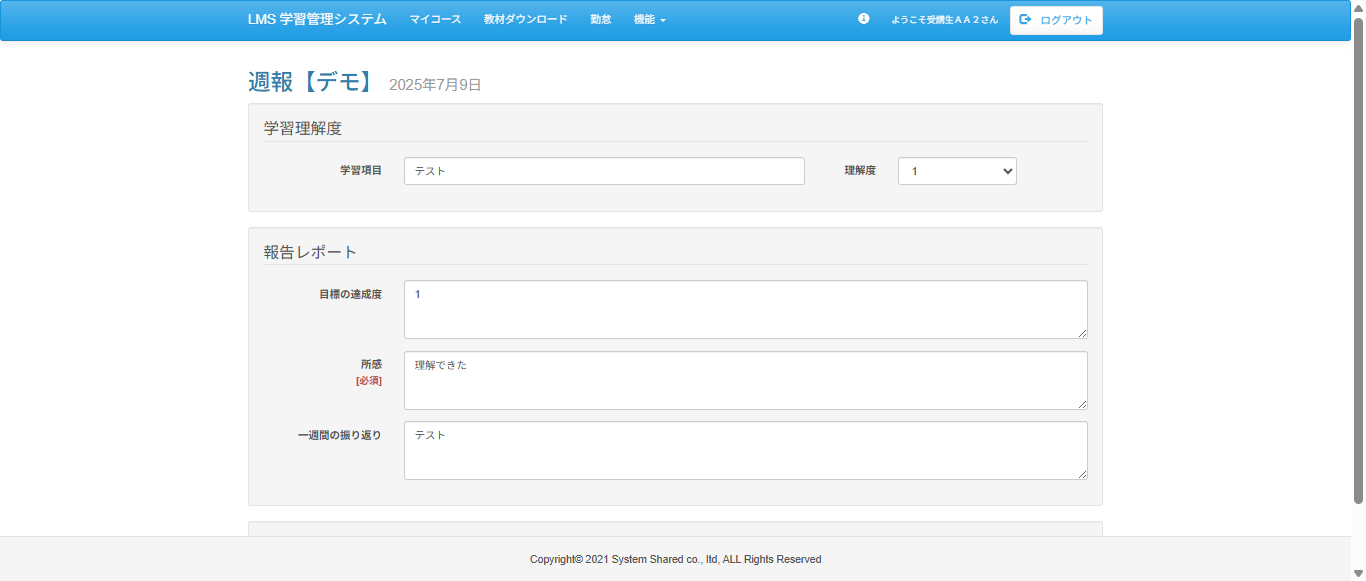 LMS 学習管理システム マイコース 教材ダウンロード 勤怠 機能 ようこそ受講生ＡＡ２さん ログアウト
週報【デモ】 2025年7月9日
学習理解度
学習項目 テスト 理解度 1
報告レポート
目標の達成度 1
所感 理解できた
[必須]
一週間の振り返り テスト
Copyright© 2021 System Shared co., ltd, ALL Rights Reserved